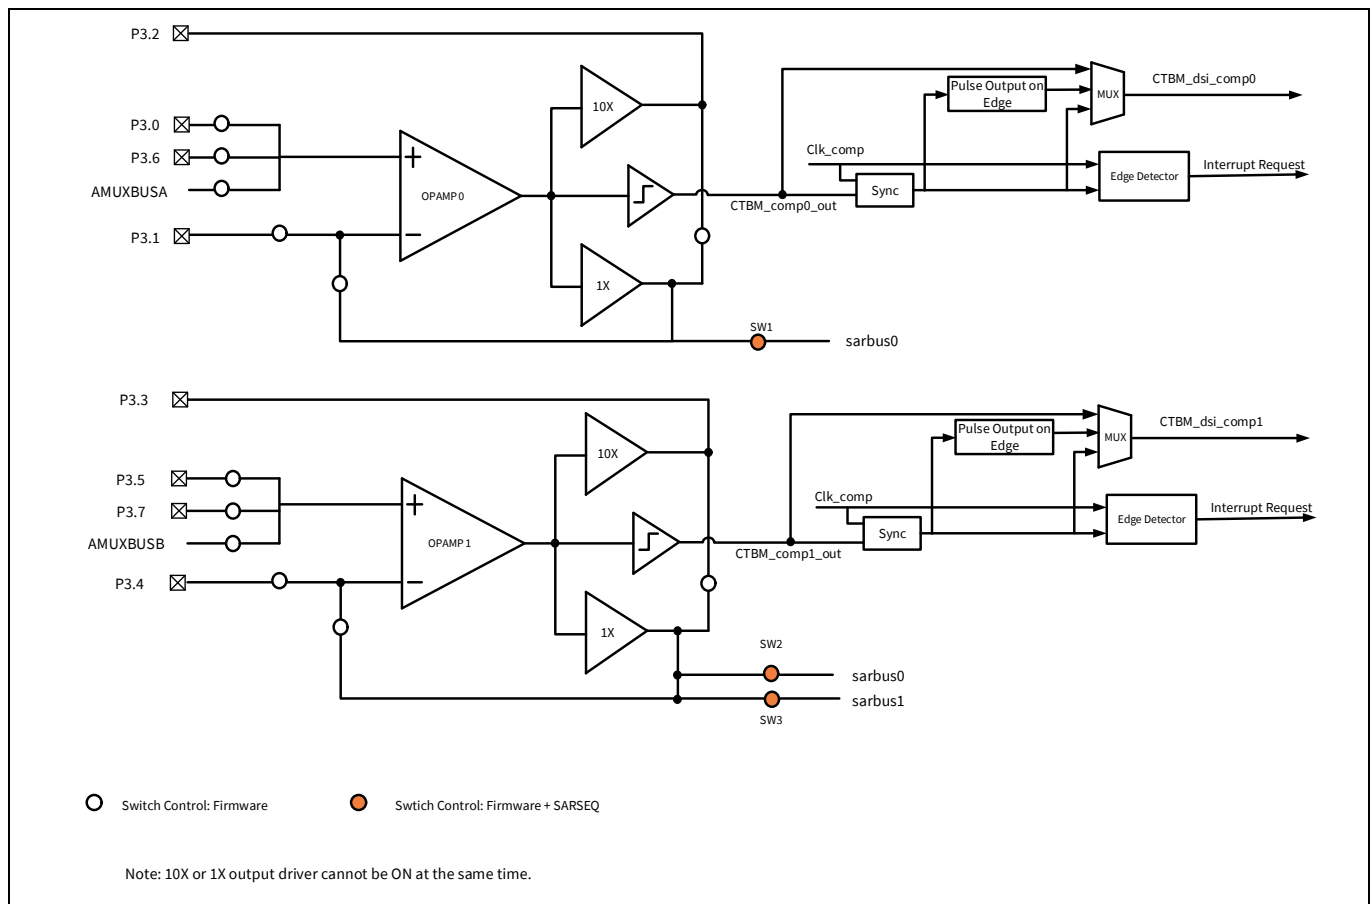 P3.2
10X
Pulse Output on
Edge
MUX
CTBM_dsi_comp0
P3.0
P3.6
AMUXBUSA
+
OPAMP 0
Clk_comp
Sync
Edge Detector
Interrupt Request
CTBM_comp0_out
P3.1
−
1X
SW1
sarbus0
P3.3
10X
Pulse Output on
Edge
MUX
CTBM_dsi_comp1
P3.5
P3.7
AMUXBUSB
+
OPAMP 1
Clk_comp
Sync
Edge Detector
Interrupt Request
CTBM_comp1_out
P3.4
−
1X
SW2
sarbus0
sarbus1
SW3
Switch Control: Firmware
Swtich Control: Firmware + SARSEQ
Note: 10X or 1X output driver cannot be ON at the same time.